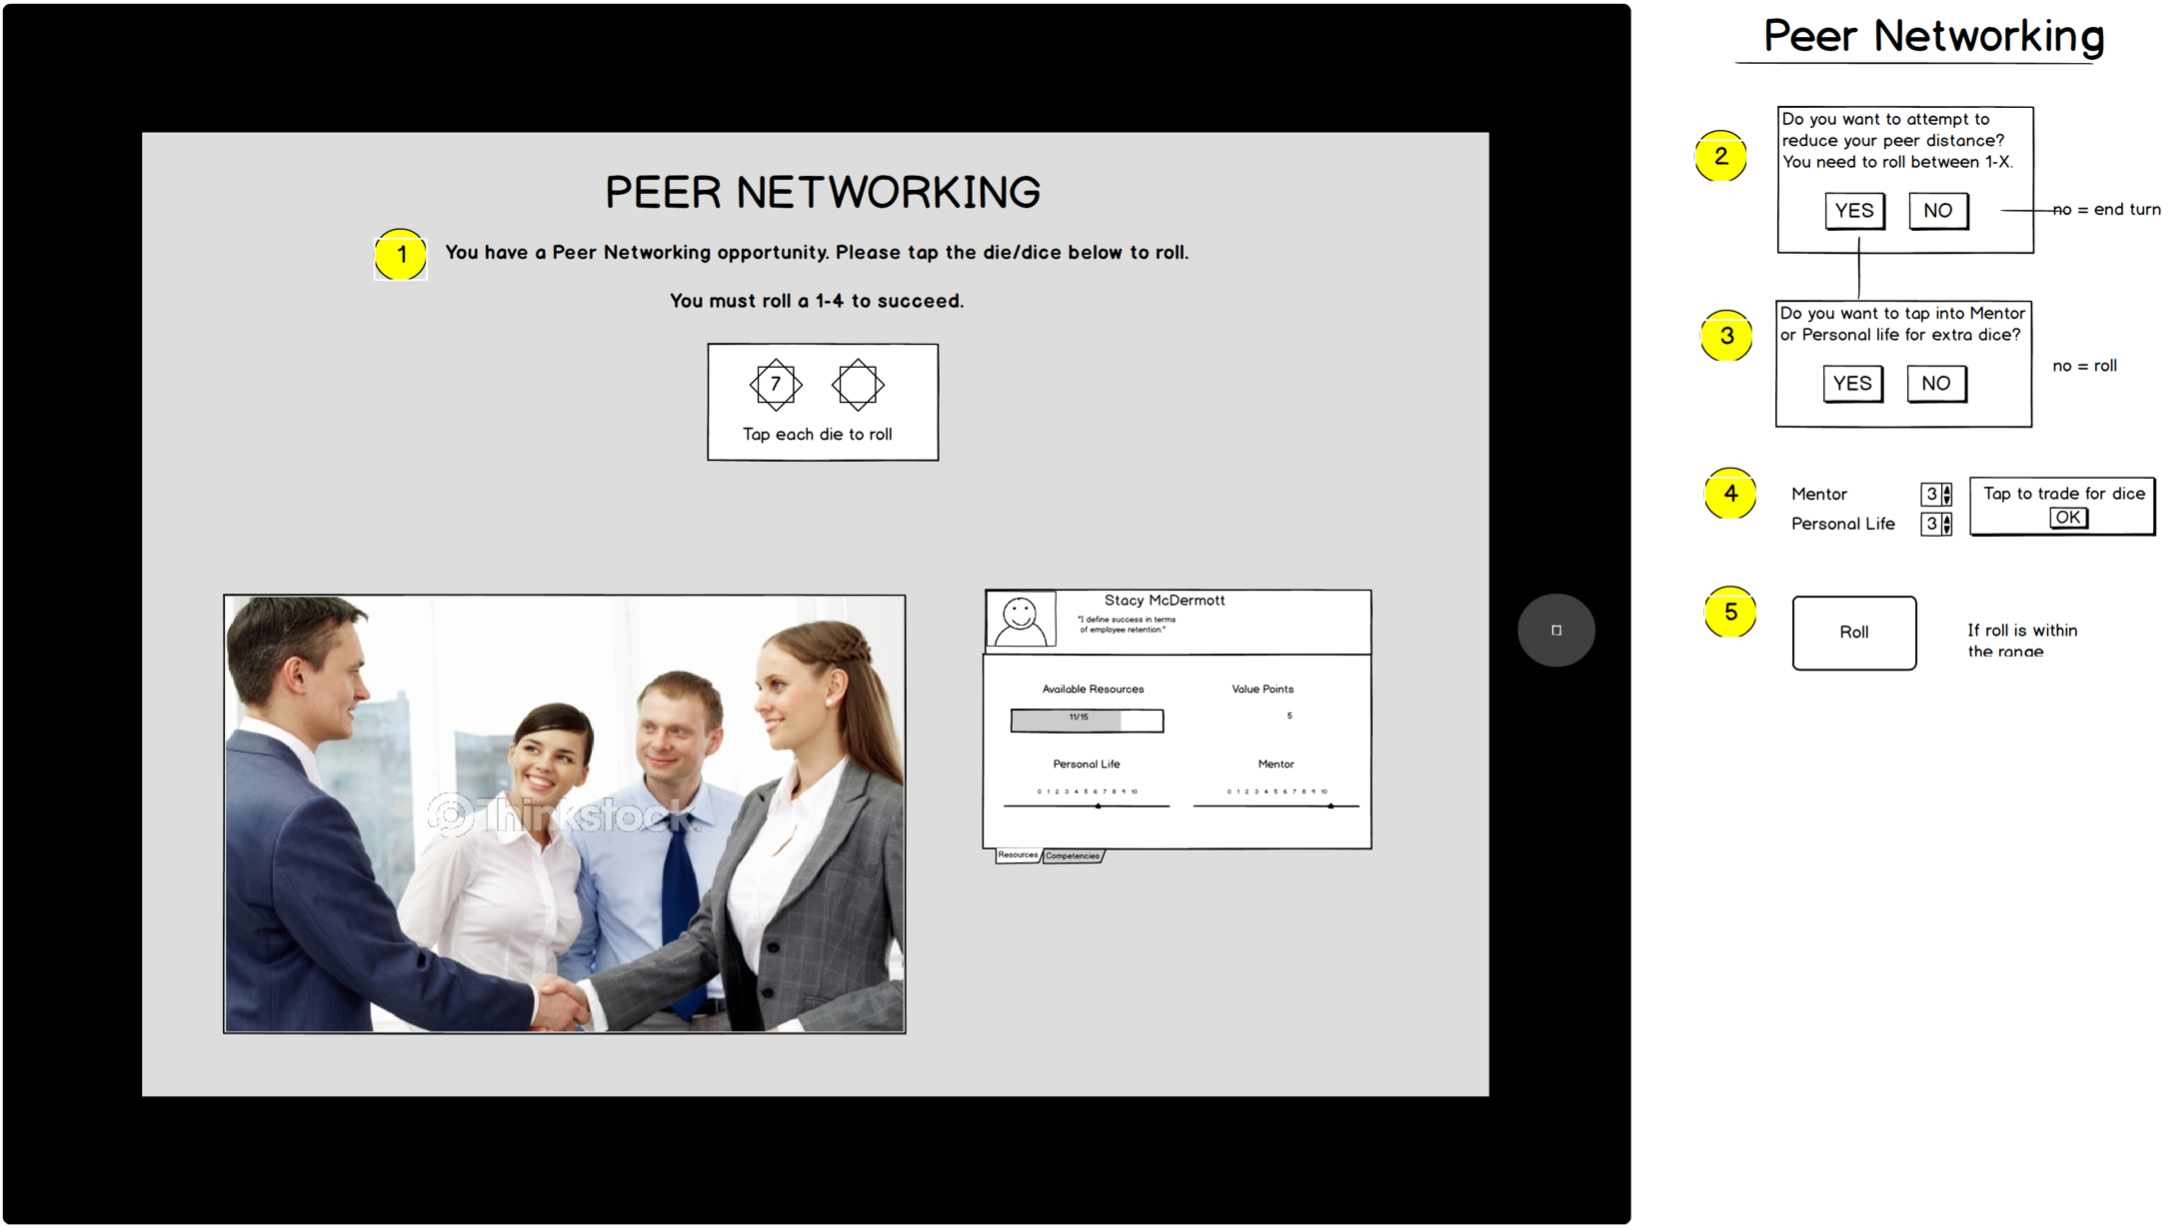 PEER NETWORKING
1
You have a Peer Networking opportunity. Please tap the die/dice below to roll.
You must roll a 1-4 to succeed.
7
Tap each die to roll
Thinkstock.
Stacy McDermott
"I define success in terms
of employee retention."
Available Resources
Value Points
11/15
5
Personal Life
Mentor
0 1 2 3 4 5 6 7 8 9 10
0 1 2 3 4 5 6 7 8 9 10
Resources
Competencies
Peer Networking
2
Do you want to attempt to
reduce your peer distance?
You need to roll between 1-X.
YES
NO
no = end turn
3
Do you want to tap into Mentor
or Personal life for extra dice?
YES
NO
no = roll
4
Mentor
3
Personal Life
3
Tap to trade for dice
OK
5
Roll
If roll is within
the range